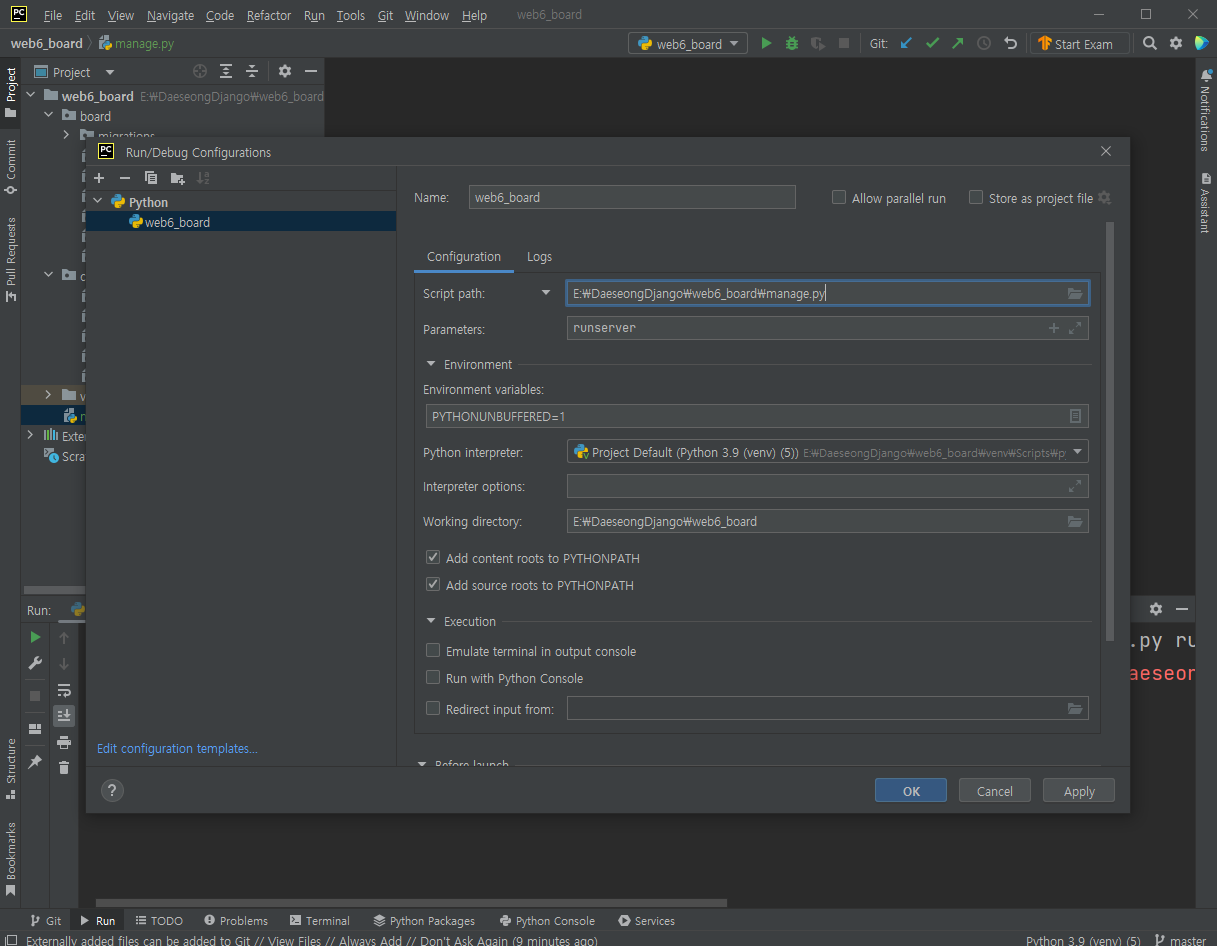 PC File Edit View Navigate Code Refactor Run Tools Git Window Help web6_board
web6_board manage.py web6_board Git: Start Exam
Project
web6_board E:₩DaeseongDjango₩web6_board
board
migrations
Project
Commit
Pull Requests
Structure
Bookmarks
Notifications
Assistant
PC Run/Debug Configurations
Python
web6_board
Name: web6_board Allow parallel run Store as project file
Configuration Logs
Script path: E:₩DaeseongDjango₩web6_board₩manage.py
Parameters: runserver
Environment
Environment variables:
PYTHONUNBUFFERED=1
Python interpreter: Project Default (Python 3.9 (venv) (5)) E:₩DaeseongDjango₩web6_board₩venv₩Scripts₩p
Interpreter options:
Working directory: E:₩DaeseongDjango₩web6_board
Add content roots to PYTHONPATH
Add source roots to PYTHONPATH
Execution
Emulate terminal in output console
Run with Python Console
Redirect input from:
Before launch
Edit configuration templates...
? OK Cancel Apply
c
v
Exte
Scra
Run:
.py ru
aeseon
Git Run TODO Problems Terminal Python Packages Python Console Services
Externally added files can be added to Git // View Files // Always Add // Don't Ask Again (9 minutes ago) Python 3.9 (venv) (5) master